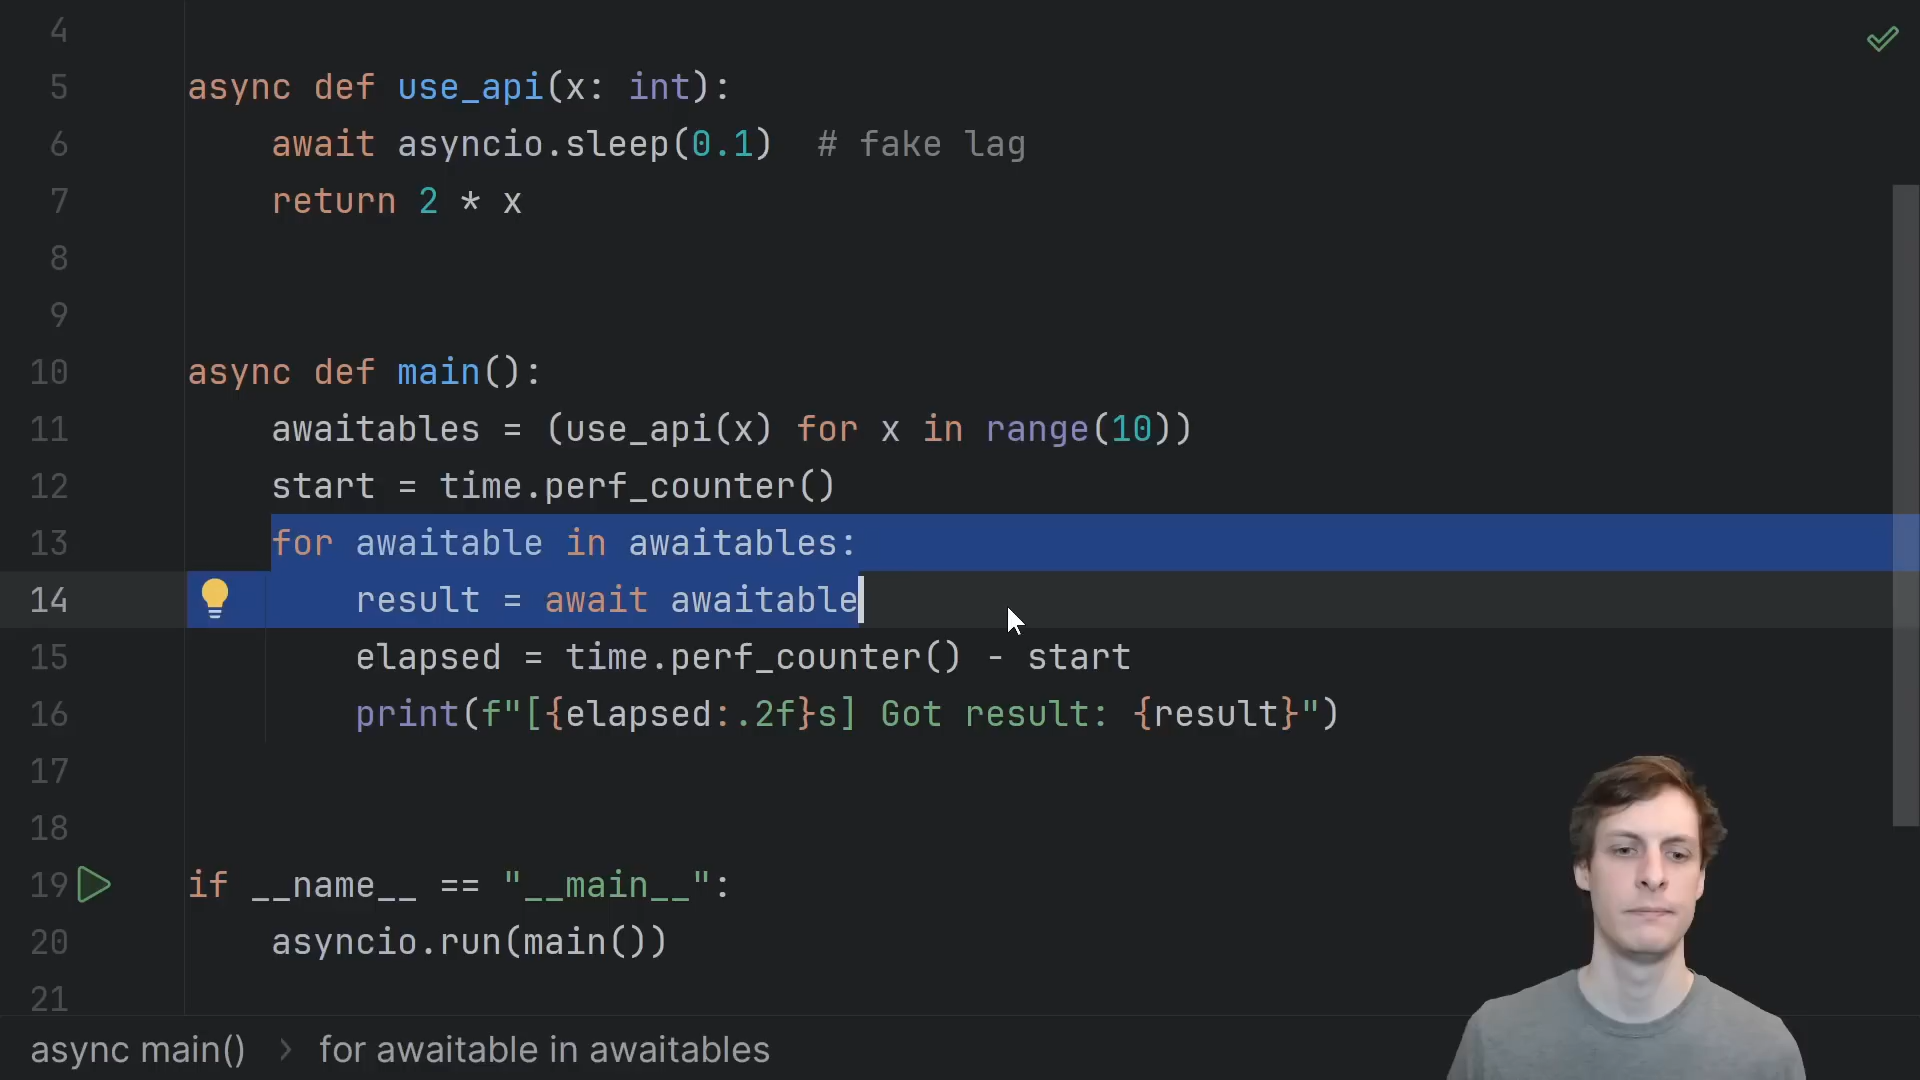 4
5 async def use_api(x: int):
6 await asyncio.sleep(0.1)  # fake lag
7 return 2 * x
8
9
10 async def main():
11 awaitables = (use_api(x) for x in range(10))
12 start = time.perf_counter()
13 for awaitable in awaitables:
14 result = await awaitable
15 elapsed = time.perf_counter() - start
16 print(f"[{elapsed:.2f}s] Got result: {result}")
17
18
19 if __name__ == "__main__":
20 asyncio.run(main())
21
async main() > for awaitable in awaitables